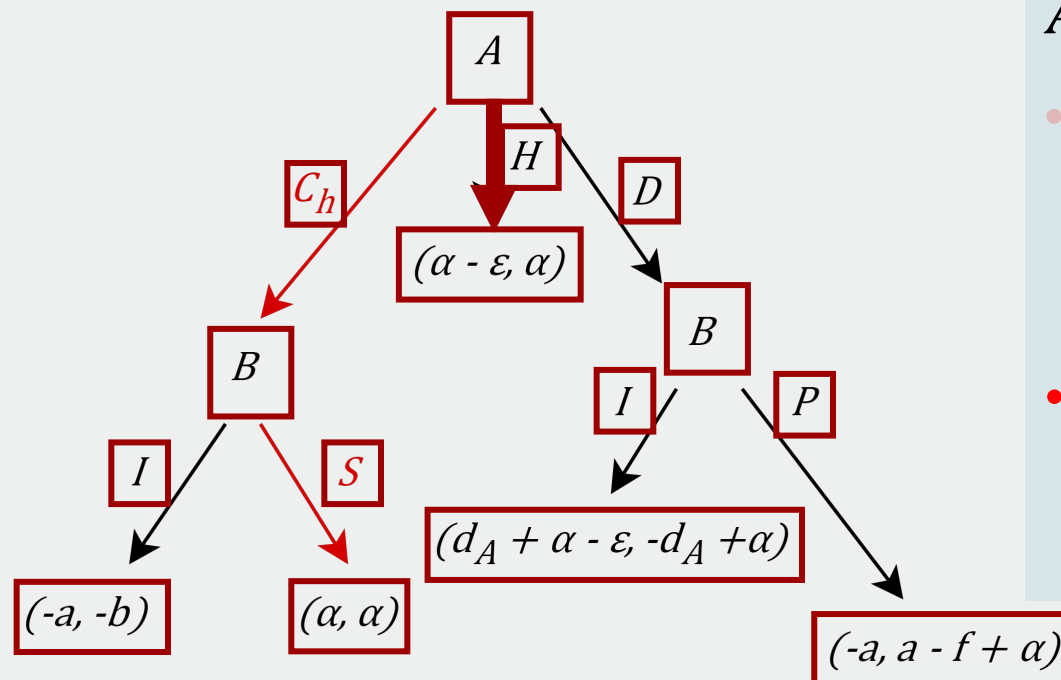 A
A
H
C_h
D
(α - ε, α)
B
B
I
P
I
S
(d_A + α - ε, -d_A +α)
(-a, -b)
(α, α)
(-a, a - f + α)